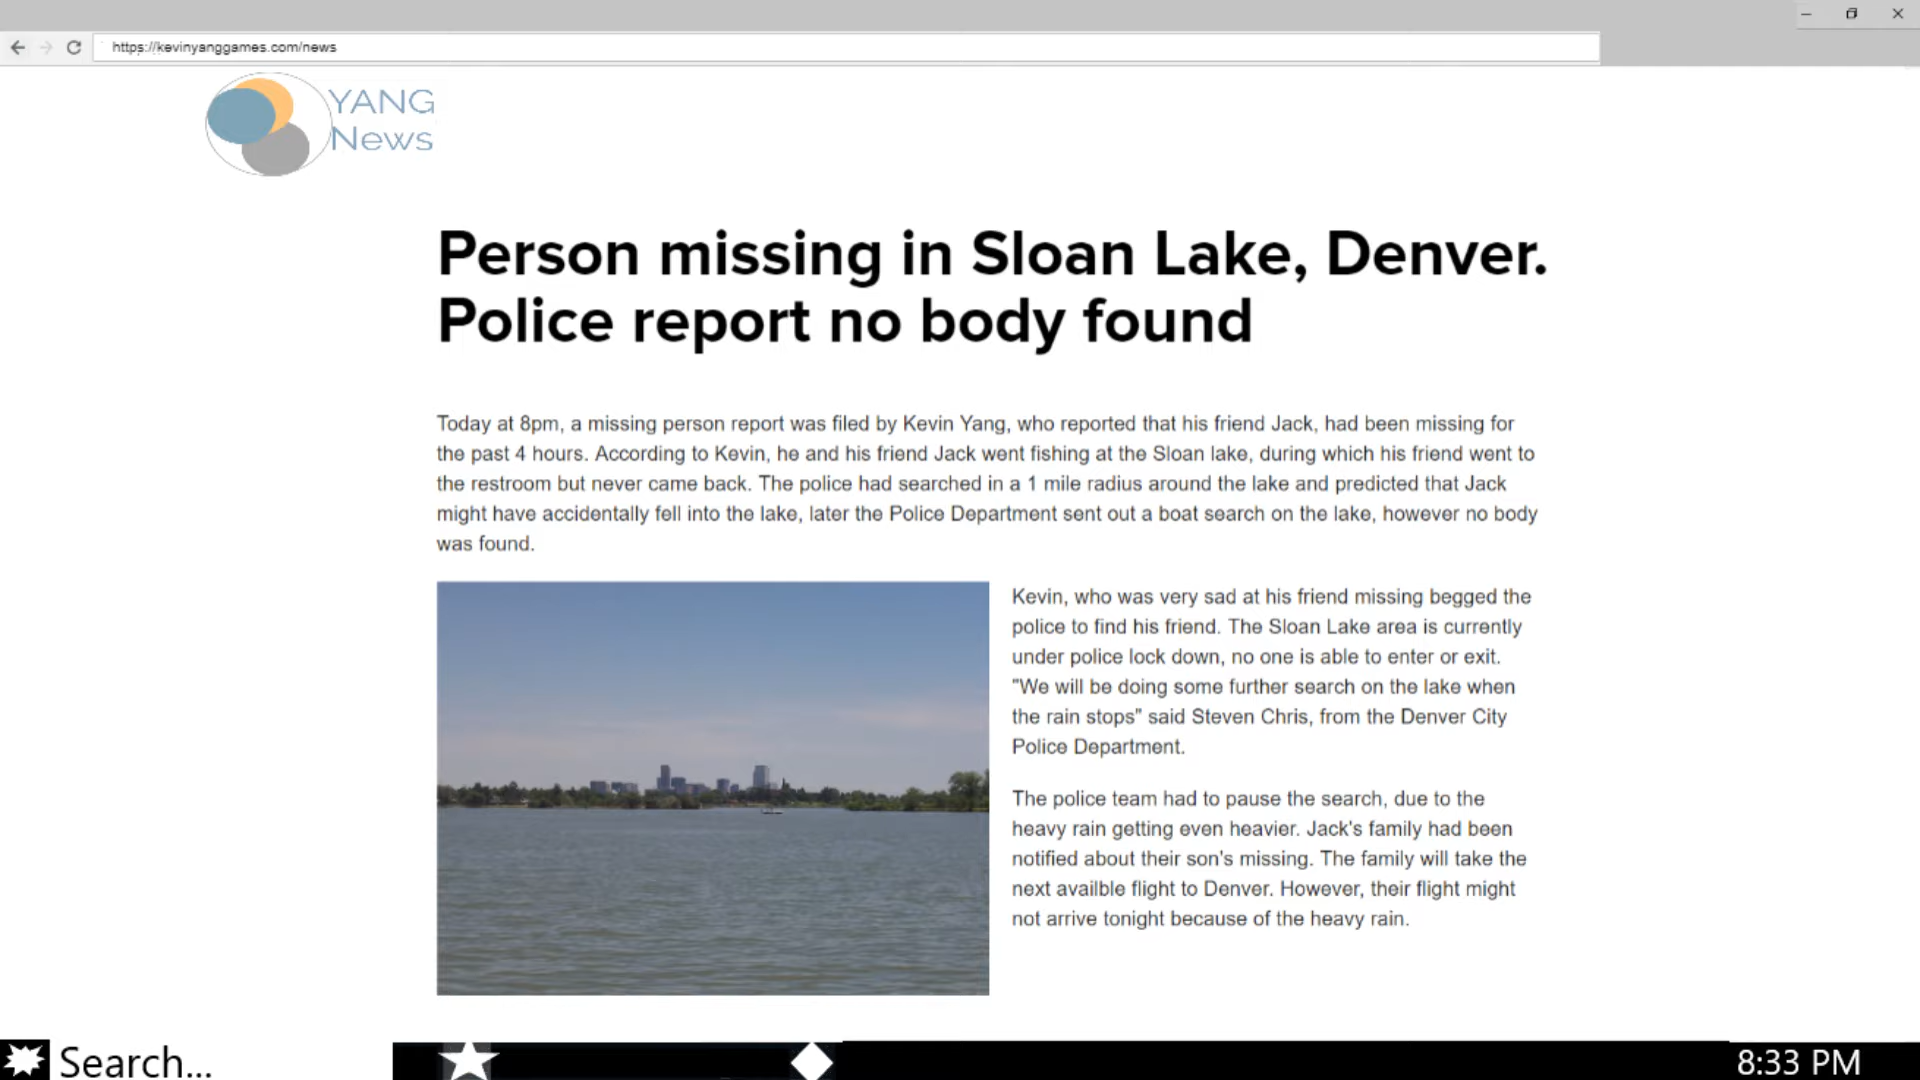 https://kevinyanggames.com/news
YANG
News
Person missing in Sloan Lake, Denver.
Police report no body found
Today at 8pm, a missing person report was filed by Kevin Yang, who reported that his friend Jack, had been missing for
the past 4 hours. According to Kevin, he and his friend Jack went fishing at the Sloan lake, during which his friend went to
the restroom but never came back. The police had searched in a 1 mile radius around the lake and predicted that Jack
might have accidentally fell into the lake, later the Police Department sent out a boat search on the lake, however no body
was found.
Kevin, who was very sad at his friend missing begged the
police to find his friend. The Sloan Lake area is currently
under police lock down, no one is able to enter or exit.
"We will be doing some further search on the lake when
the rain stops" said Steven Chris, from the Denver City
Police Department.
The police team had to pause the search, due to the
heavy rain getting even heavier. Jack's family had been
notified about their son's missing. The family will take the
next availble flight to Denver. However, their flight might
not arrive tonight because of the heavy rain.
Search...
8:33 PM